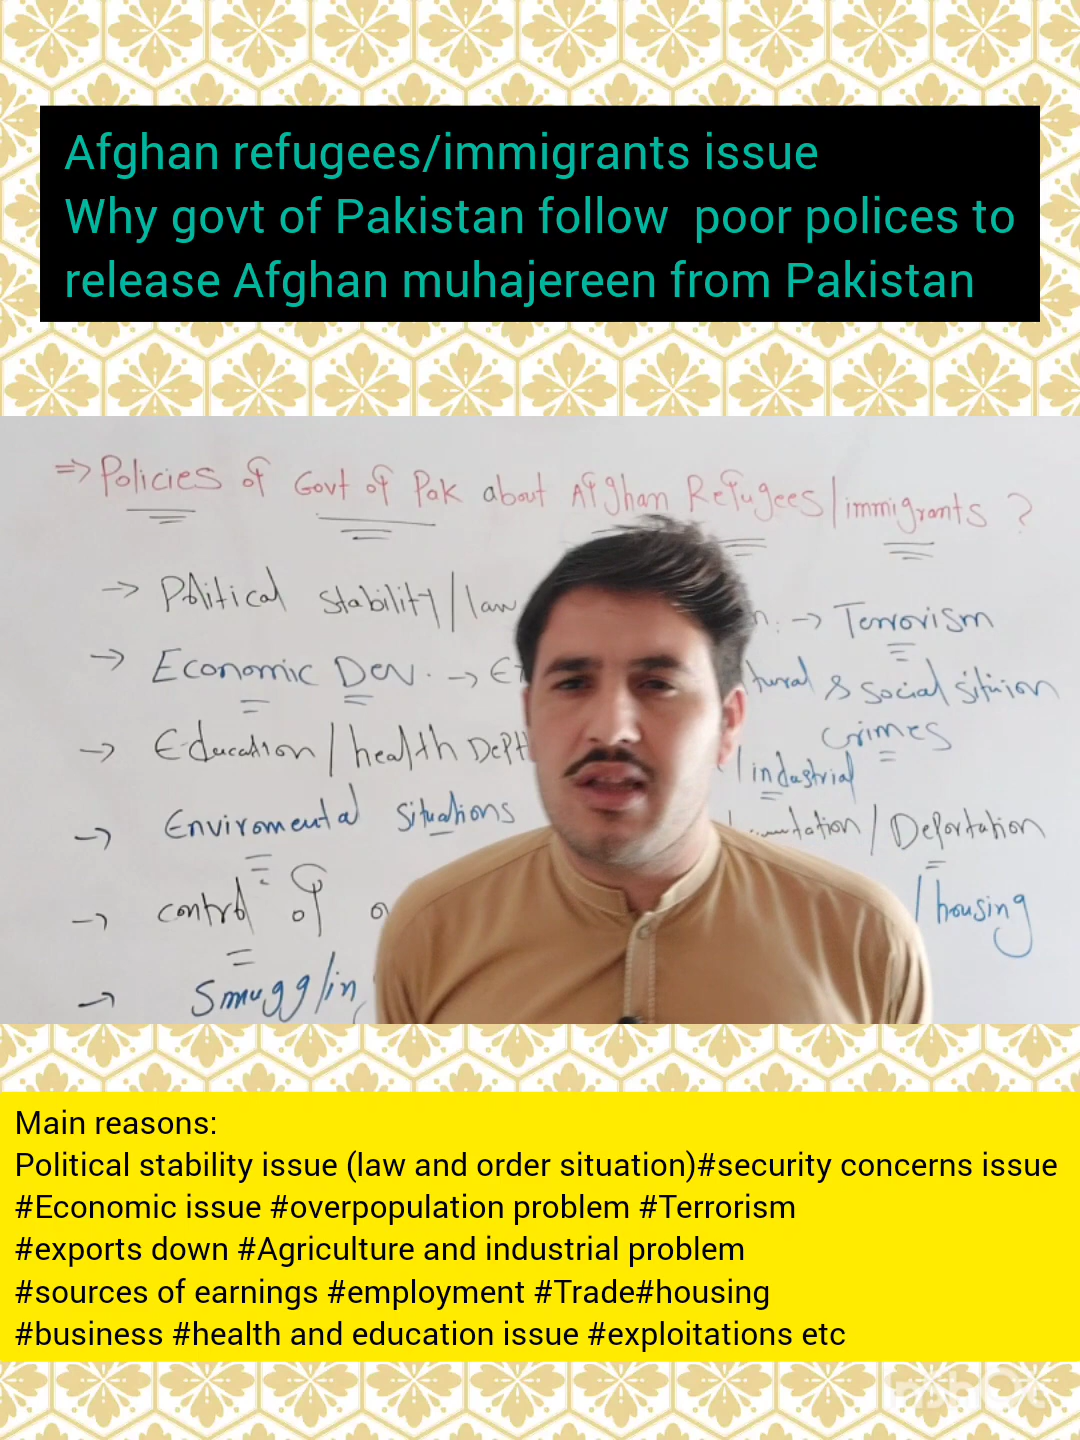 Afghan refugees/immigrants issue
Why govt of Pakistan follow poor polices to
release Afghan muhajereen from Pakistan
=> Policies of Govt of Pak about Afghan Refugees/immigrants ?
-> Political stability/law
-> Terrorism
-> Economic Dev. ->
& social
crimes
-> Education/health Deptt
/industrial
-> Enviromental situations
/Deportation
-> control of
/housing
-> Smuggling
Main reasons:
Political stability issue (law and order situation)#security concerns issue
#Economic issue #overpopulation problem #Terrorism
#exports down #Agriculture and industrial problem
#sources of earnings #employment #Trade#housing
#business #health and education issue #exploitations etc
InShOt